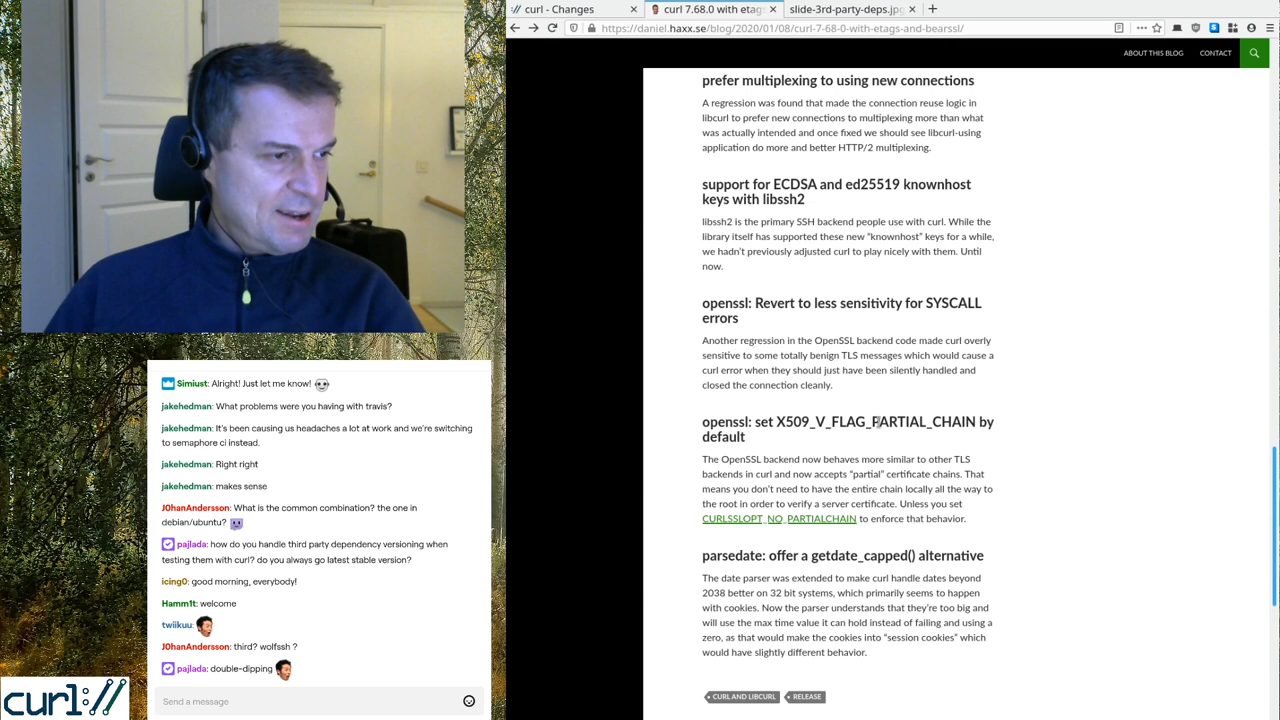 curl - Changes
curl 7.68.0 with etags
slide-3rd-party-deps.jpg
https://daniel.haxx.se/blog/2020/01/08/curl-7-68-0-with-etags-and-bearssl/
ABOUT THIS BLOG
CONTACT
prefer multiplexing to using new connections
A regression was found that made the connection reuse logic in
libcurl to prefer new connections to multiplexing more than what
was actually intended and once fixed we should see libcurl-using
application do more and better HTTP/2 multiplexing.
support for ECDSA and ed25519 knownhost
keys with libssh2
libssh2 is the primary SSH backend people use with curl. While the
library itself has supported these new “knownhost” keys for a while,
we hadn’t previously adjusted curl to play nicely with them. Until
now.
openssl: Revert to less sensitivity for SYSCALL
errors
Another regression in the OpenSSL backend code made curl overly
sensitive to some totally benign TLS messages which would cause a
curl error when they should just have been silently handled and
closed the connection cleanly.
openssl: set X509_V_FLAG_PARTIAL_CHAIN by
default
The OpenSSL backend now behaves more similar to other TLS
backends in curl and now accepts “partial” certificate chains. That
means you don’t need to have the entire chain locally all the way to
the root in order to verify a server certificate. Unless you set
CURLSSLOPT_NO_PARTIALCHAIN to enforce that behavior.
parsedate: offer a getdate_capped() alternative
The date parser was extended to make curl handle dates beyond
2038 better on 32 bit systems, which primarily seems to happen
with cookies. Now the parser understands that they’re too big and
will use the max time value it can hold instead of failing and using a
zero, as that would make the cookies into “session cookies” which
would have slightly different behavior.
CURL AND LIBCURL
RELEASE
Simiust: Alright! Just let me know!
jakehedman: What problems were you having with travis?
jakehedman: It's been causing us headaches a lot at work and we're switching
to semaphore ci instead.
jakehedman: Right right
jakehedman: makes sense
J0hanAndersson: What is the common combination? the one in
debian/ubuntu?
pajlada: how do you handle third party dependency versioning when
testing them with curl? do you always go latest stable version?
icing0: good morning, everybody!
Hamm1t: welcome
twiikuu:
J0hanAndersson: third? wolfssh ?
pajlada: double-dipping
Send a message
curl://